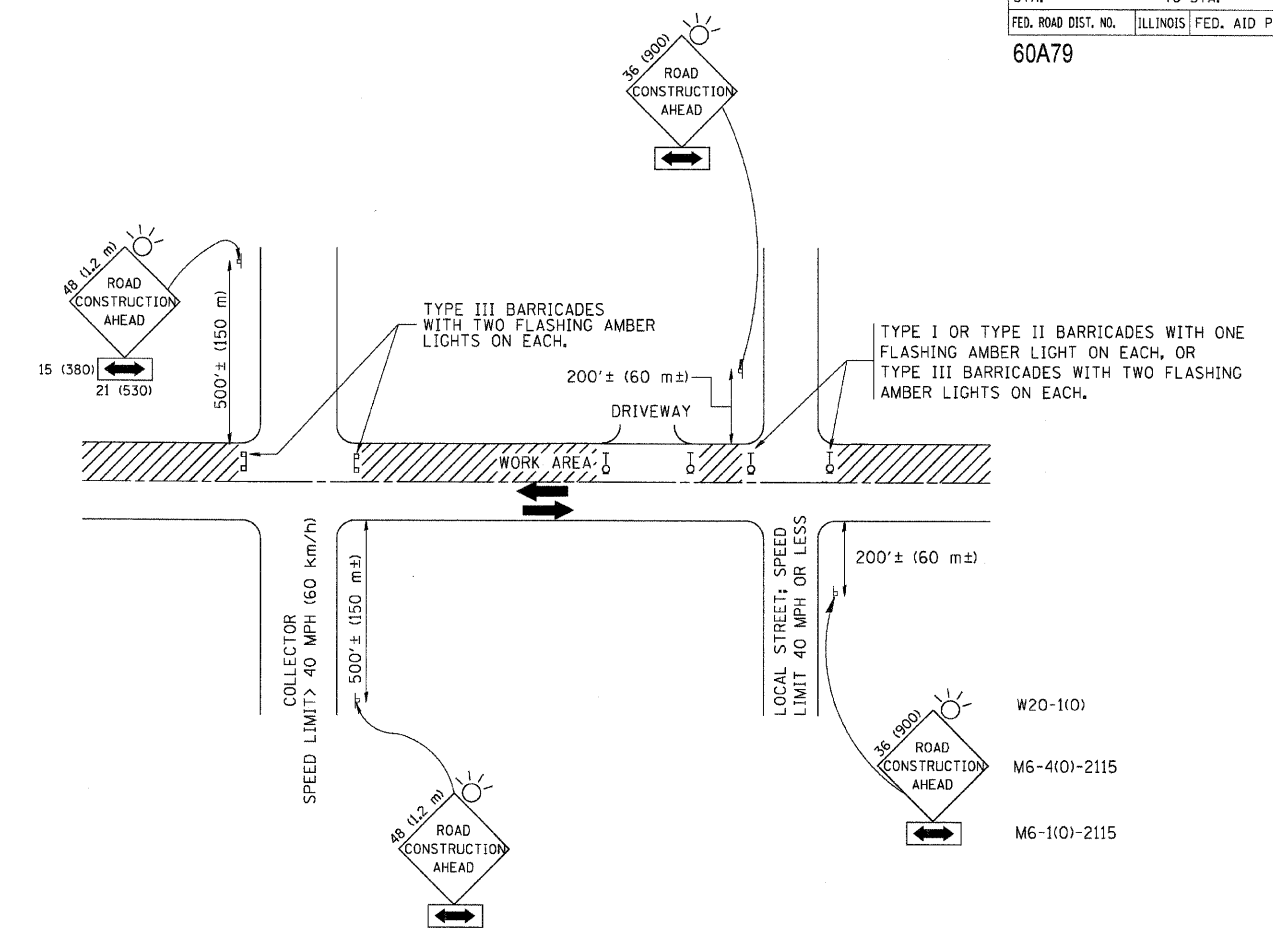 TO STA.
FED. ROAD DIST. NO. ILLINOIS FED. AID P
60A79
36 (900)
ROAD
CONSTRUCTION
AHEAD
48 (1.2 m)
ROAD
CONSTRUCTION
AHEAD
15 (380)
21 (530)
500'± (150 m)
TYPE III BARRICADES
WITH TWO FLASHING AMBER
LIGHTS ON EACH.
200'± (60 m±)
DRIVEWAY
TYPE I OR TYPE II BARRICADES WITH ONE
FLASHING AMBER LIGHT ON EACH, OR
TYPE III BARRICADES WITH TWO FLASHING
AMBER LIGHTS ON EACH.
WORK AREA
COLLECTOR
SPEED LIMIT> 40 MPH (60 km/h)
500'± (150 m±)
LOCAL STREET; SPEED
LIMIT 40 MPH OR LESS
200'± (60 m±)
48 (1.2 m)
ROAD
CONSTRUCTION
AHEAD
36 (900)
ROAD
CONSTRUCTION
AHEAD
W20-1(O)
M6-4(O)-2115
M6-1(O)-2115